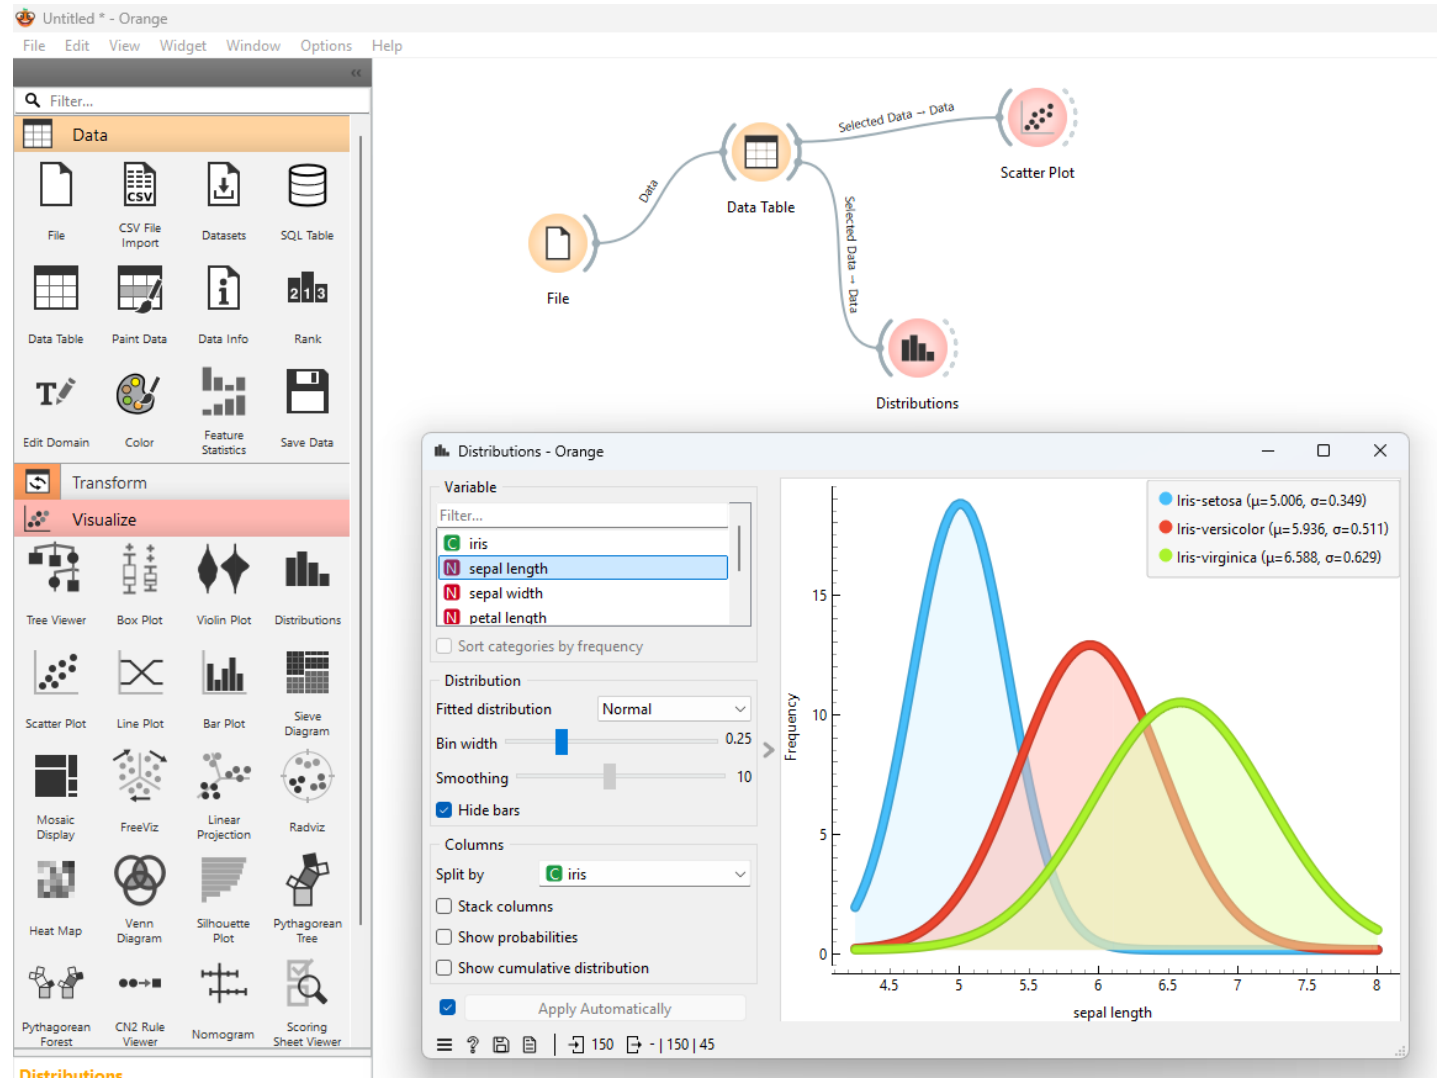 Untitled * - Orange
File Edit View Widget Window Options Help
Filter...
Data
File
CSV File Import
Datasets
SQL Table
Data Table
Paint Data
Data Info
Rank
Edit Domain
Color
Feature Statistics
Save Data
Transform
Visualize
Tree Viewer
Box Plot
Violin Plot
Distributions
Scatter Plot
Line Plot
Bar Plot
Sieve Diagram
Mosaic Display
FreeViz
Linear Projection
Radviz
Heat Map
Venn Diagram
Silhouette Plot
Pythagorean Tree
Pythagorean Forest
CN2 Rule Viewer
Nomogram
Scoring Sheet Viewer
Distributions
File
Data
Data Table
Selected Data → Data
Scatter Plot
Selected Data → Data
Distributions
Distributions - Orange
Variable
Filter...
C iris
N sepal length
N sepal width
N petal length
Sort categories by frequency
Distribution
Fitted distribution Normal
Bin width 0.25
Smoothing 10
Hide bars
Columns
Split by C iris
Stack columns
Show probabilities
Show cumulative distribution
Apply Automatically
? 150 - | 150 | 45
Iris-setosa (μ=5.006, σ=0.349)
Iris-versicolor (μ=5.936, σ=0.511)
Iris-virginica (μ=6.588, σ=0.629)
Frequency
15
10
5
0
4.5 5 5.5 6 6.5 7 7.5 8
sepal length